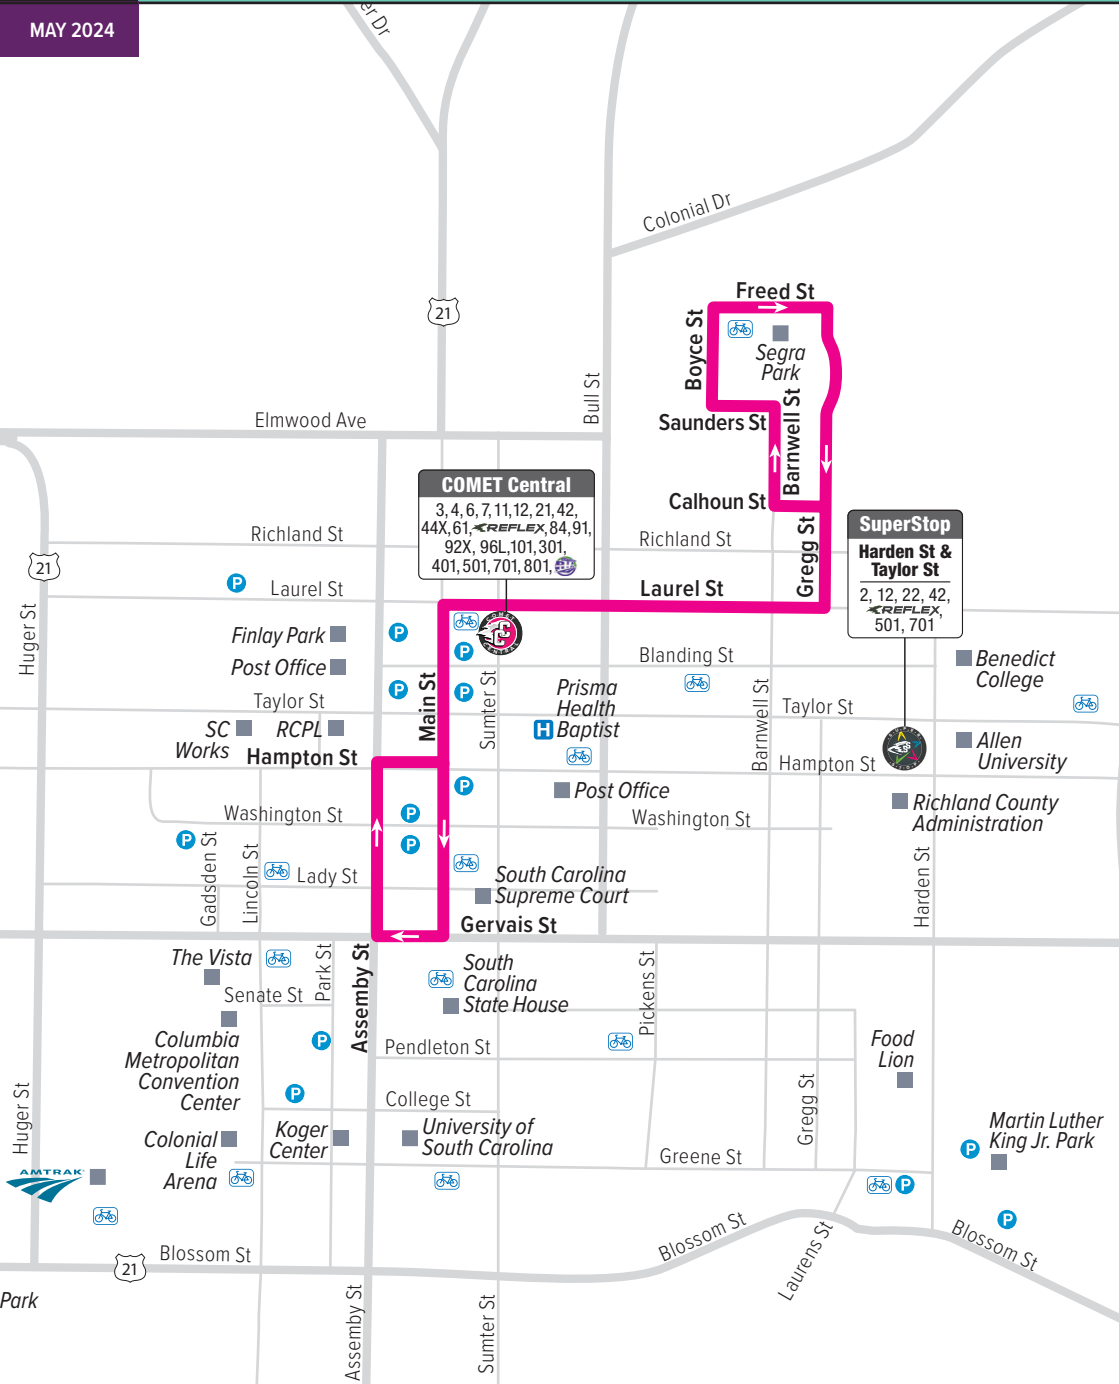 MAY 2024
er Dr
Colonial Dr
Freed St
21
Boyce St
Segra
Park
Bull St
Barnwell St
Elmwood Ave
Saunders St
COMET Central
3, 4, 6, 7, 11, 12, 21, 42,
44X, 61, REFLEX, 84, 91,
92X, 96L, 101, 301,
401, 501, 701, 801,
Calhoun St
Gregg St
SuperStop
Harden St &
Taylor St
2, 12, 22, 42,
REFLEX,
501, 701
Richland St
Richland St
21
P
Laurel St
Laurel St
Huger St
COMET
CENTRAL
Finlay Park
P
P
Post Office
Blanding St
Benedict
College
Main St
Sumter St
P
P
Prisma
Health
Baptist
H
Barnwell St
Taylor St
Taylor St
SC
Works
RCPL
Hampton St
Hampton St
Allen
University
P
Post Office
Richland County
Administration
Washington St
P
Washington St
P
P
Gadsden St
Lincoln St
Lady St
South Carolina
Supreme Court
Harden St
Gervais St
The Vista
Park St
Assemby St
South
Carolina
State House
Pickens St
Senate St
Columbia
Metropolitan
Convention
Center
P
Pendleton St
Food
Lion
P
College St
Huger St
Gregg St
Colonial
Life
Arena
Koger
Center
University of
South Carolina
Martin Luther
King Jr. Park
P
Greene St
AMTRAK
P
P
Blossom St
Blossom St
Blossom St
21
Laurens St
Park
Assemby St
Sumter St